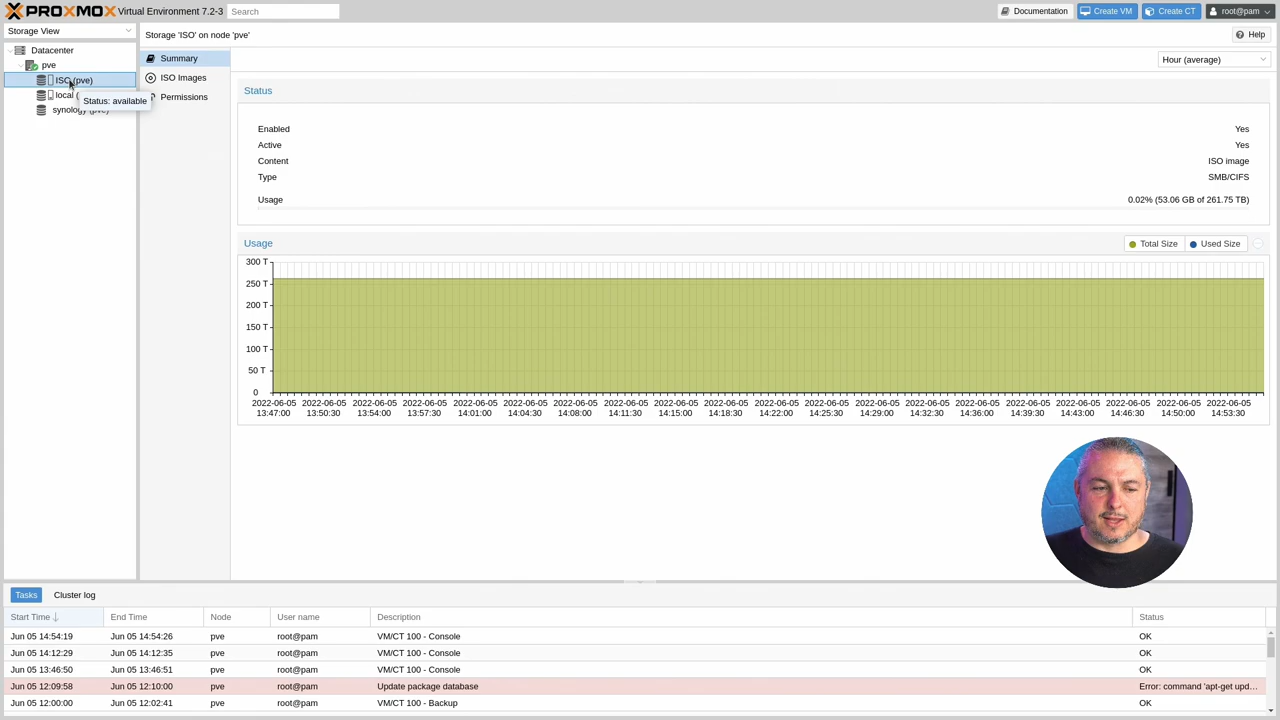 PROXMOX Virtual Environment 7.2-3 Search Documentation Create VM Create CT root@pam
Storage View
Storage 'ISO' on node 'pve' Help
Datacenter
pve
ISO (pve)
local (
Status: available
synology (pve)
Summary
ISO Images
Permissions
Hour (average)
Status
Enabled Yes
Active Yes
Content ISO image
Type SMB/CIFS
Usage 0.02% (53.06 GB of 261.75 TB)
Usage Total Size Used Size
300 T
250 T
200 T
150 T
100 T
50 T
0
2022-06-05 2022-06-05 2022-06-05 2022-06-05 2022-06-05 2022-06-05 2022-06-05 2022-06-05 2022-06-05 2022-06-05 2022-06-05 2022-06-05 2022-06-05 2022-06-05 2022-06-05 2022-06-05 2022-06-05 2022-06-05 2022-06-05 2022-06-05
13:47:00 13:50:30 13:54:00 13:57:30 14:01:00 14:04:30 14:08:00 14:11:30 14:15:00 14:18:30 14:22:00 14:25:30 14:29:00 14:32:30 14:36:00 14:39:30 14:43:00 14:46:30 14:50:00 14:53:30
Tasks Cluster log
Start Time End Time Node User name Description Status
Jun 05 14:54:19 Jun 05 14:54:26 pve root@pam VM/CT 100 - Console OK
Jun 05 14:12:29 Jun 05 14:12:35 pve root@pam VM/CT 100 - Console OK
Jun 05 13:46:50 Jun 05 13:46:51 pve root@pam VM/CT 100 - Console OK
Jun 05 12:09:58 Jun 05 12:10:00 pve root@pam Update package database Error: command 'apt-get upd...
Jun 05 12:00:00 Jun 05 12:02:41 pve root@pam VM/CT 100 - Backup OK